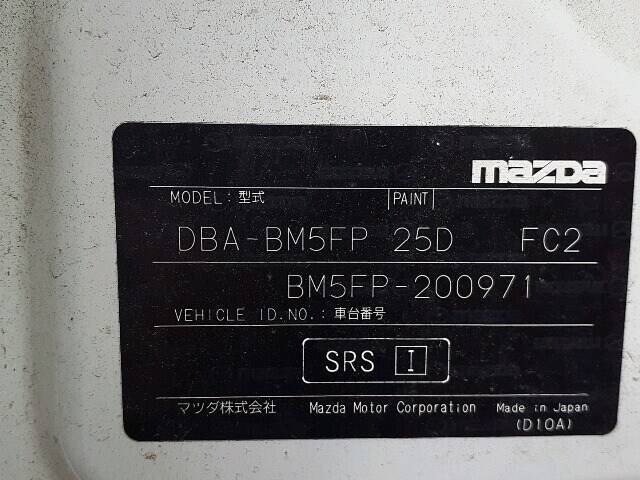 mazda
MODEL:型式 PAINT
DBA-BM5FP 25D FC2
BM5FP-200971
VEHICLE ID.NO.:車台番号
SRS I
マツダ株式会社 Mazda Motor Corporation Made in Japan
(D10A)